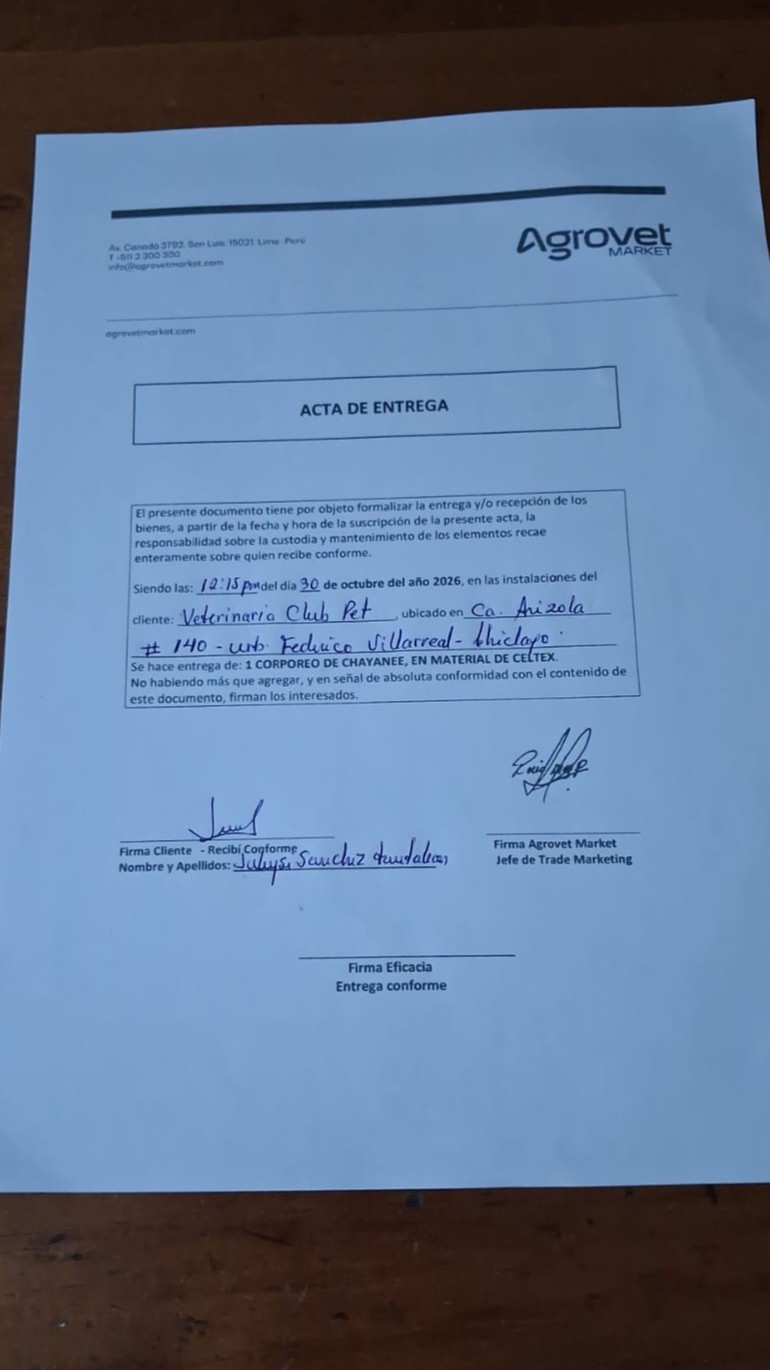 Av. Canadá 3792, San Luis, 15021, Lima - Perú
T +511 2 300 300
info@agrovetmarket.com
Agrovet
MARKET
agrovetmarket.com
ACTA DE ENTREGA
El presente documento tiene por objeto formalizar la entrega y/o recepción de los
bienes, a partir de la fecha y hora de la suscripción de la presente acta, la
responsabilidad sobre la custodia y mantenimiento de los elementos recae
enteramente sobre quien recibe conforme.
Siendo las: 12:15 pm del día 30 de octubre del año 2026, en las instalaciones del
cliente: Veterinaria Club Pet, ubicado en Ca. Arizola
# 140 - urb. Federico Villarreal - Chiclayo.
Se hace entrega de: 1 CORPOREO DE CHAYANEE, EN MATERIAL DE CELTEX.
No habiendo más que agregar, y en señal de absoluta conformidad con el contenido de
este documento, firman los interesados.
Firma Cliente - Recibí Conforme
Nombre y Apellidos: Sanchez
Firma Agrovet Market
Jefe de Trade Marketing
Firma Eficacia
Entrega conforme